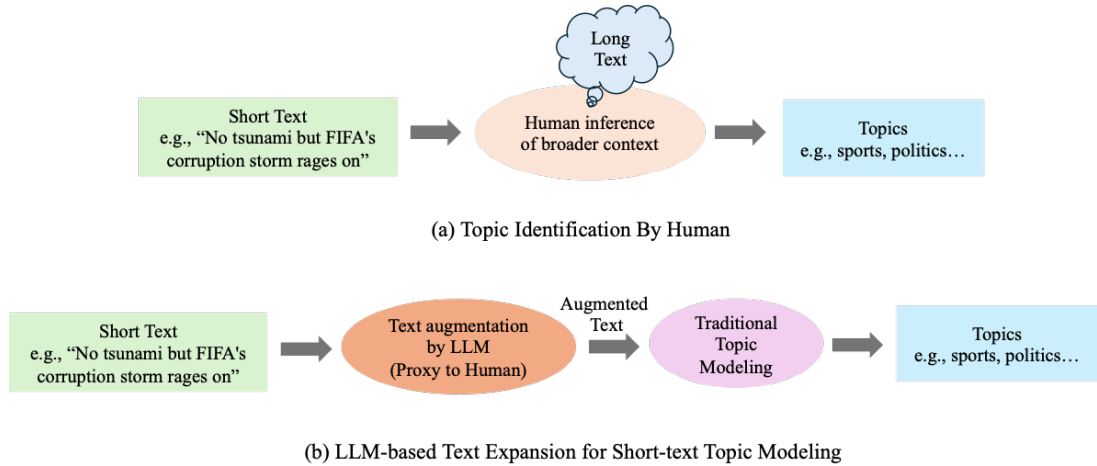 Long
Text
Short Text
e.g., “No tsunami but FIFA's
corruption storm rages on”
Human inference
of broader context
Topics
e.g., sports, politics…
(a) Topic Identification By Human
Short Text
e.g., “No tsunami but FIFA's
corruption storm rages on”
Text augmentation
by LLM
(Proxy to Human)
Augmented
Text
Traditional
Topic
Modeling
Topics
e.g., sports, politics…
(b) LLM-based Text Expansion for Short-text Topic Modeling